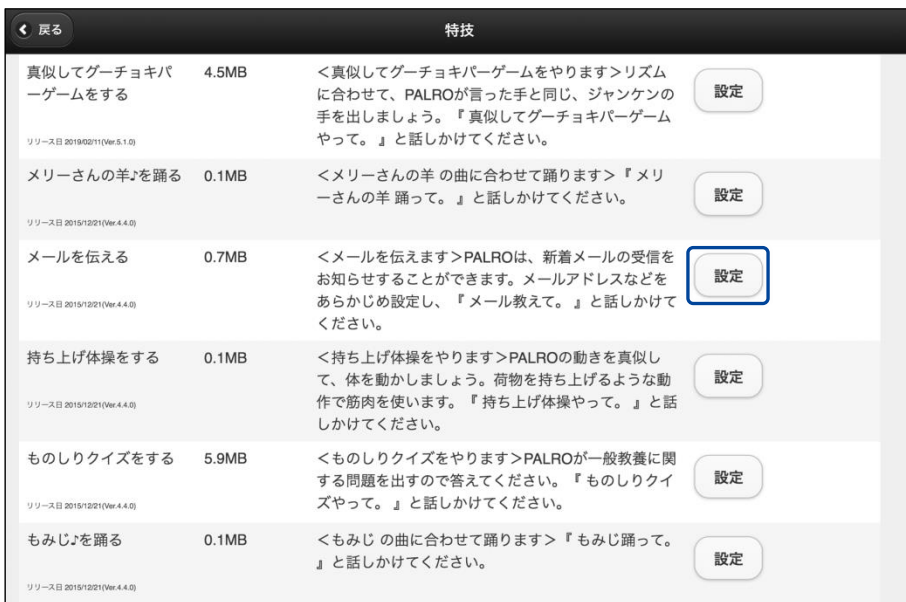 戻る
特技
真似してグーチョキパ
ーゲームをする
リリース日 2019/02/11(Ver.5.1.0)
4.5MB
＜真似してグーチョキパーゲームをやります＞リズム
に合わせて、PALROが言った手と同じ、ジャンケンの
手を出しましょう。『 真似してグーチョキパーゲーム
やって。 』と話しかけてください。
設定
メリーさんの羊♪を踊る
リリース日 2015/12/21(Ver.4.4.0)
0.1MB
＜メリーさんの羊 の曲に合わせて踊ります＞『 メリ
ーさんの羊 踊って。 』と話しかけてください。
設定
メールを伝える
リリース日 2015/12/21(Ver.4.4.0)
0.7MB
＜メールを伝えます＞PALROは、新着メールの受信を
お知らせすることができます。メールアドレスなどを
あらかじめ設定し、『 メール教えて。 』と話しかけて
ください。
設定
持ち上げ体操をする
リリース日 2015/12/21(Ver.4.4.0)
0.1MB
＜持ち上げ体操をやります＞PALROの動きを真似し
て、体を動かしましょう。荷物を持ち上げるような動
作で筋肉を使います。『 持ち上げ体操やって。 』と話
しかけてください。
設定
ものしりクイズをする
リリース日 2015/12/21(Ver.4.4.0)
5.9MB
＜ものしりクイズをやります＞PALROが一般教養に関
する問題を出すので答えてください。『 ものしりクイ
ズやって。 』と話しかけてください。
設定
もみじ♪を踊る
リリース日 2015/12/21(Ver.4.4.0)
0.1MB
＜もみじ の曲に合わせて踊ります＞『 もみじ踊って。
』と話しかけてください。
設定